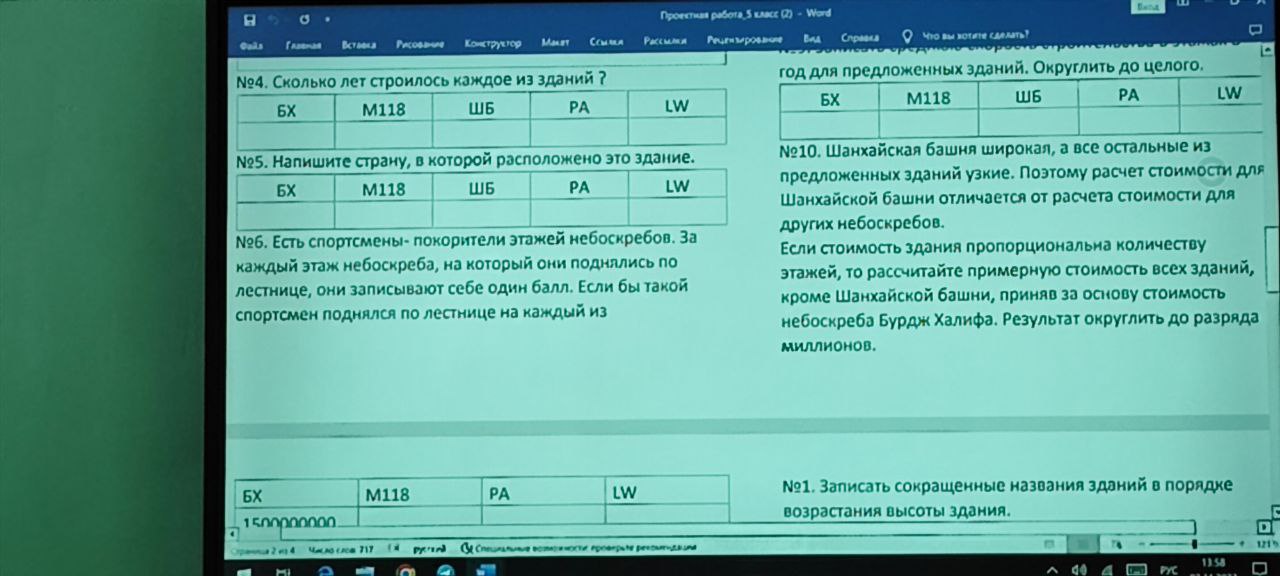 Проектная работа_5 класс (2) - Word
Вход
Файл Главная Вставка Рисование Конструктор Макет Ссылки Рассылки Рецензирование Вид Справка Что вы хотите сделать?
№4. Сколько лет строилось каждое из зданий ?
БХ М118 ШБ РА LW
№5. Напишите страну, в которой расположено это здание.
БХ М118 ШБ РА LW
№6. Есть спортсмены- покорители этажей небоскребов. За
каждый этаж небоскреба, на который они поднялись по
лестнице, они записывают себе один балл. Если бы такой
спортсмен поднялся по лестнице на каждый из
БХ М118 РА LW
1500000000
год для предложенных зданий. Округлить до целого.
БХ М118 ШБ РА LW
№10. Шанхайская башня широкая, а все остальные из
предложенных зданий узкие. Поэтому расчет стоимости для
Шанхайской башни отличается от расчета стоимости для
других небоскребов.
Если стоимость здания пропорциональна количеству
этажей, то рассчитайте примерную стоимость всех зданий,
кроме Шанхайской башни, приняв за основу стоимость
небоскреба Бурдж Халифа. Результат округлить до разряда
миллионов.
№1. Записать сокращенные названия зданий в порядке
возрастания высоты здания.
Страница 2 из 4 Число слов 717 русский Специальные возможности: проверьте рекомендации
РУС 13:58